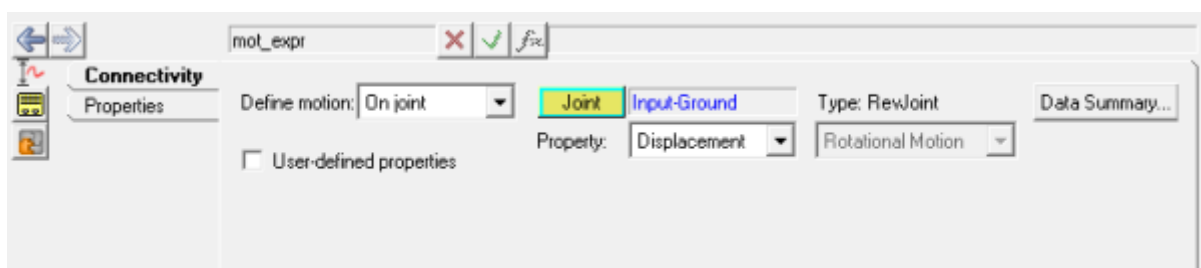 mot_expr fx
Connectivity
Properties
Define motion: On joint Joint Input-Ground Type: RevJoint Data Summary...
Property: Displacement Rotational Motion
User-defined properties